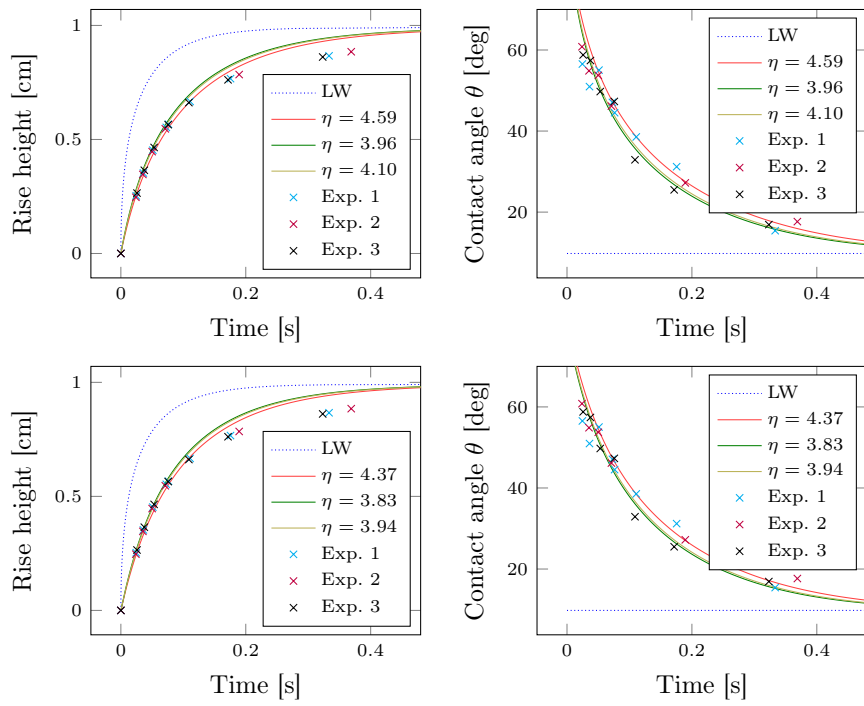 1
0.5
0
Rise height [cm]
0
0.2
0.4
Time [s]
LW
η = 4.59
η = 3.96
η = 4.10
Exp. 1
Exp. 2
Exp. 3
60
40
20
Contact angle θ [deg]
0
0.2
0.4
Time [s]
LW
η = 4.59
η = 3.96
η = 4.10
Exp. 1
Exp. 2
Exp. 3
1
0.5
0
Rise height [cm]
0
0.2
0.4
Time [s]
LW
η = 4.37
η = 3.83
η = 3.94
Exp. 1
Exp. 2
Exp. 3
60
40
20
Contact angle θ [deg]
0
0.2
0.4
Time [s]
LW
η = 4.37
η = 3.83
η = 3.94
Exp. 1
Exp. 2
Exp. 3